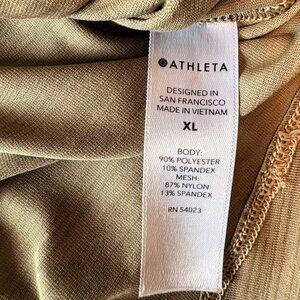 ATHLETA
DESIGNED IN
SAN FRANCISCO
MADE IN VIETNAM
XL
BODY:
90% POLYESTER
10% SPANDEX
MESH:
87% NYLON
13% SPANDEX
RN 54023